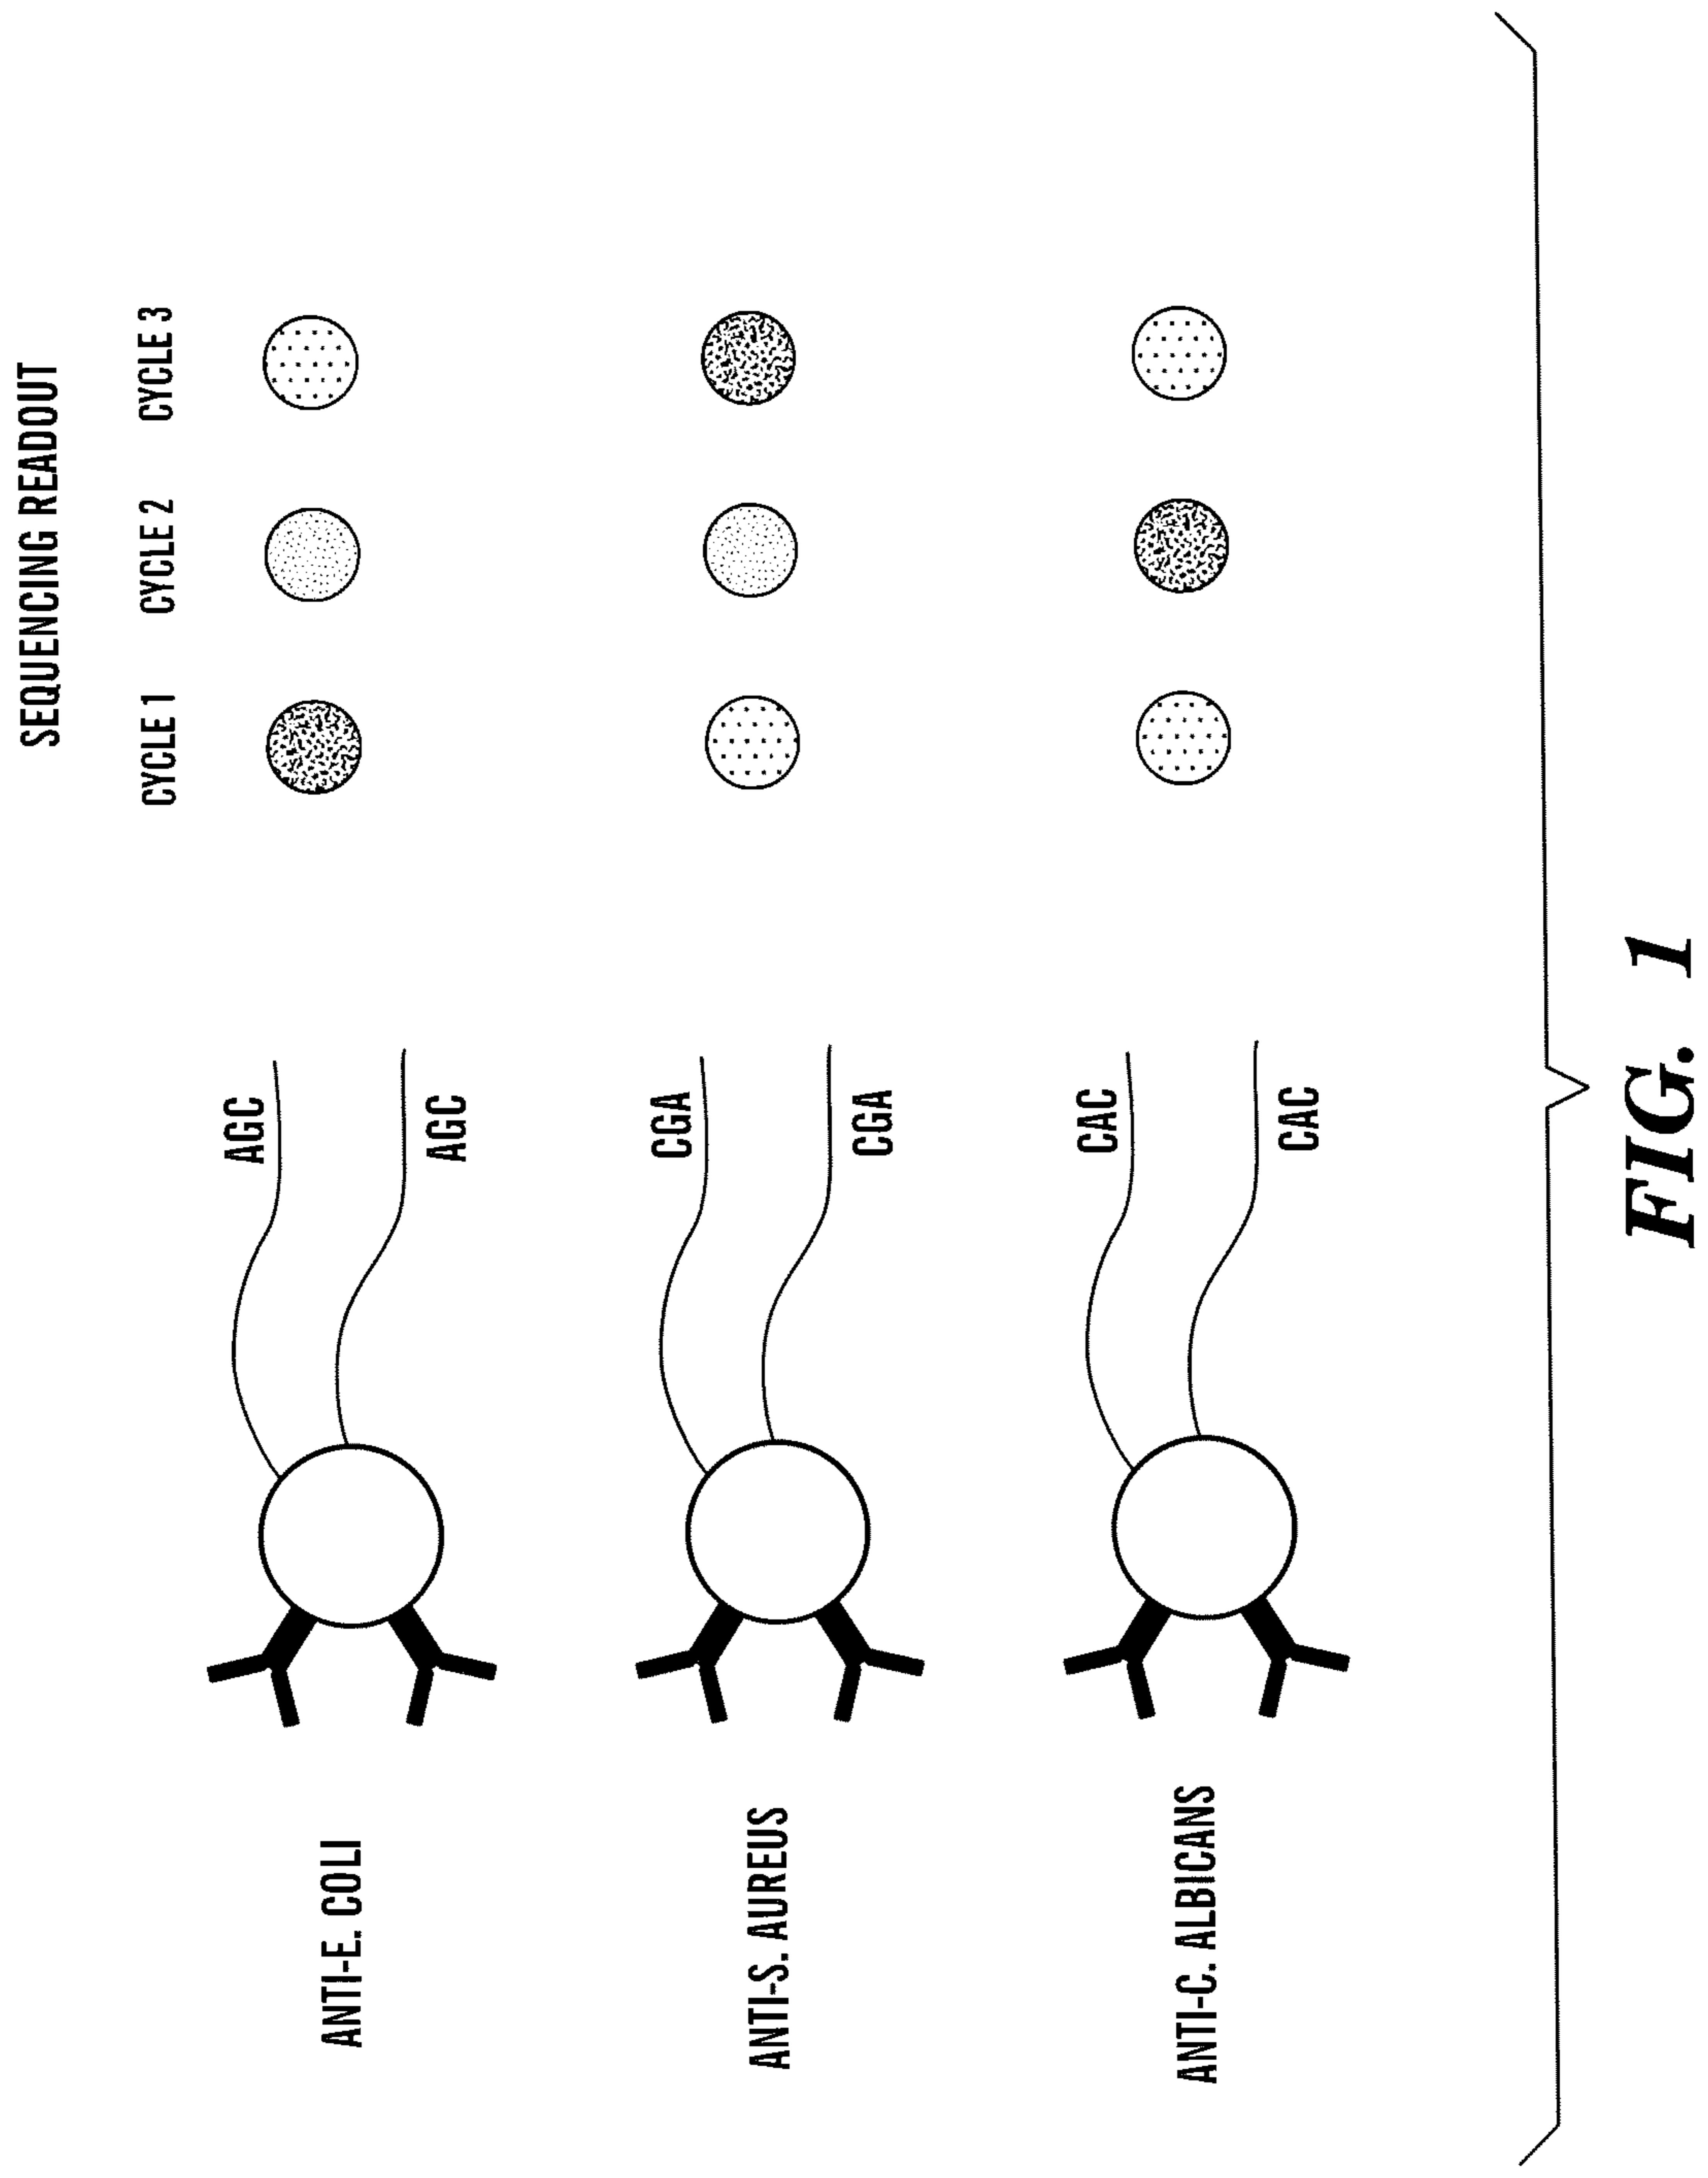 SEQUENCING READOUT
CYCLE 1 CYCLE 2 CYCLE 3
AGC
ANTI-E. COLI
AGC
CGA
ANTI-S. AUREUS
CGA
CAC
ANTI-C. ALBICANS
CAC
FIG. 1